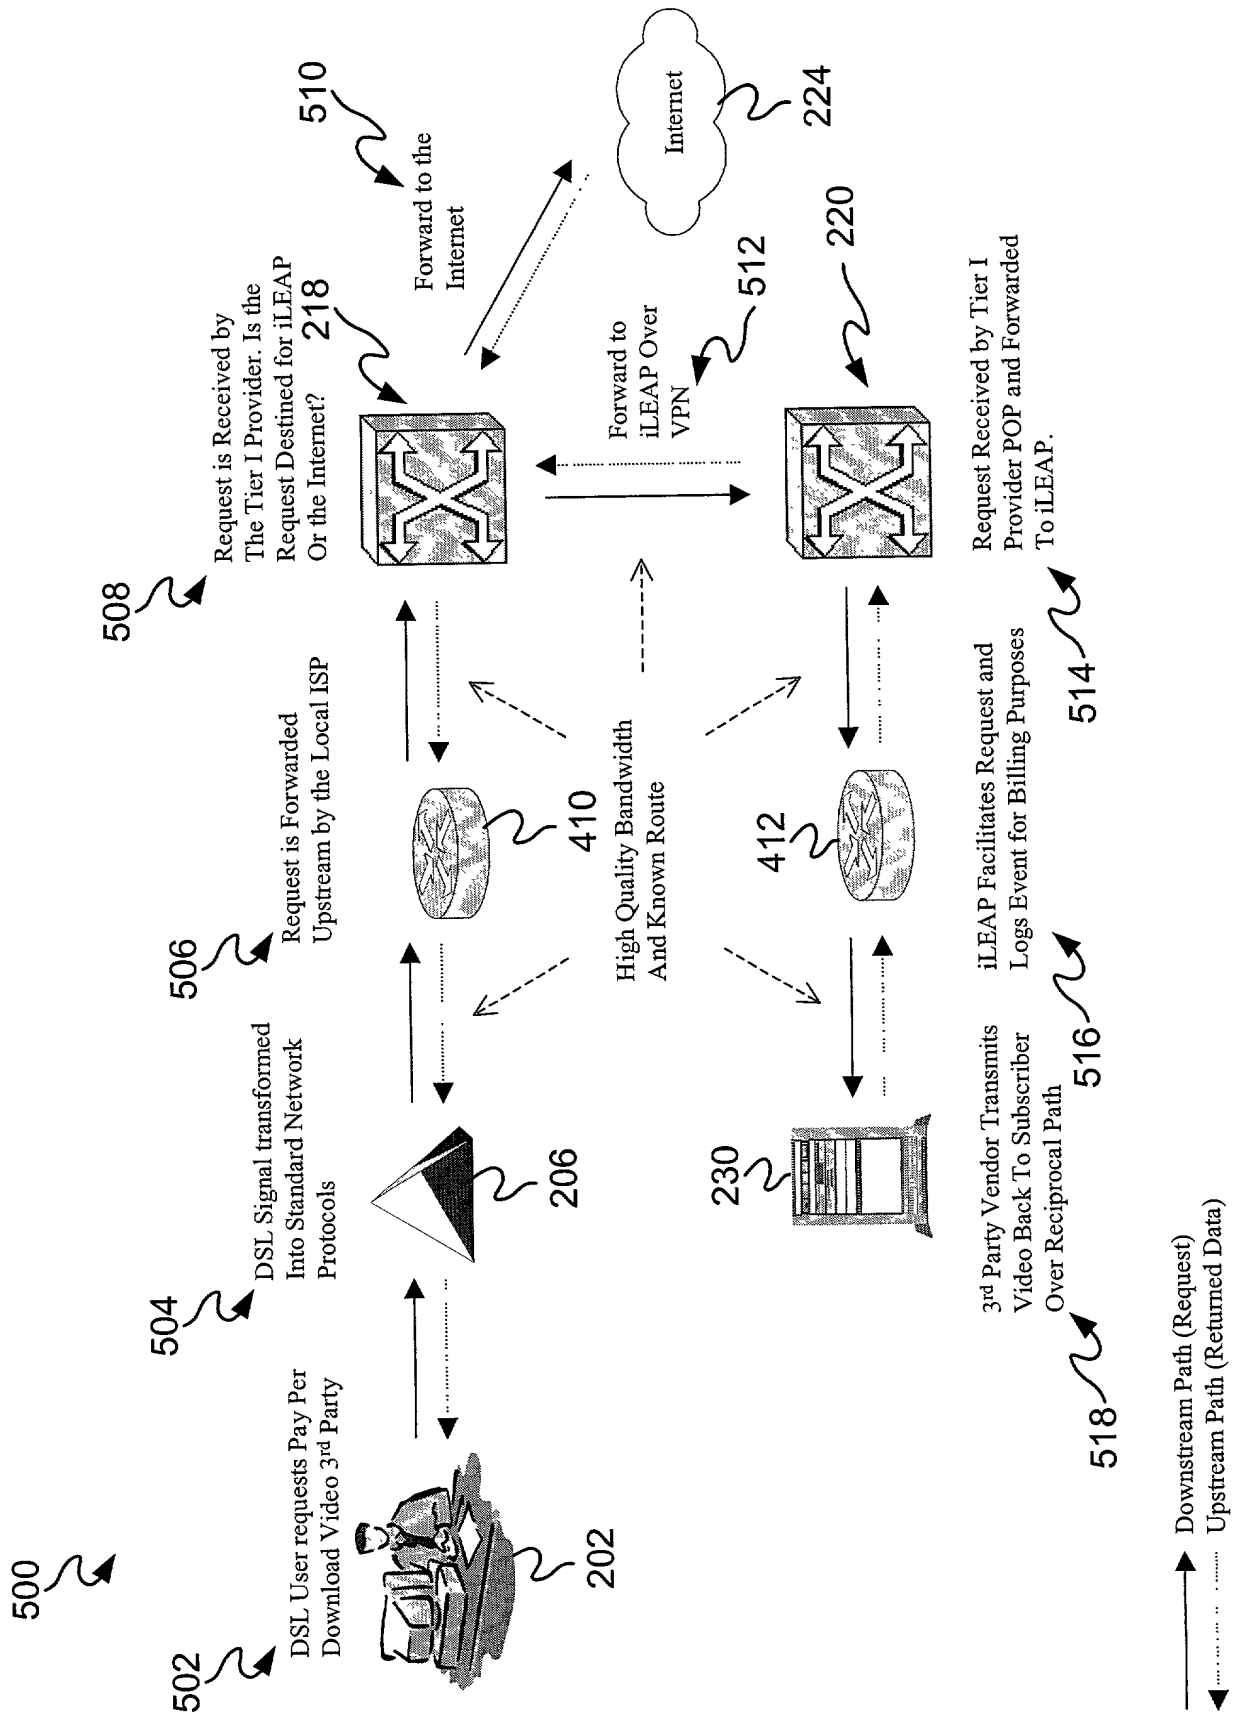 500
502
DSL User requests Pay Per
Download Video 3rd Party
202
504
DSL Signal transformed
Into Standard Network
Protocols
206
506
Request is Forwarded
Upstream by the Local ISP
410
508
Request is Received by
The Tier I Provider. Is the
Request Destined for iLEAP
Or the Internet?
218
510
Forward to the
Internet
Internet
224
Forward to
iLEAP Over
VPN
512
High Quality Bandwidth
And Known Route
220
Request Received by Tier I
Provider POP and Forwarded
To iLEAP.
514
412
iLEAP Facilitates Request and
Logs Event for Billing Purposes
516
230
3rd Party Vendor Transmits
Video Back To Subscriber
Over Reciprocal Path
518
Downstream Path (Request)
Upstream Path (Returned Data)